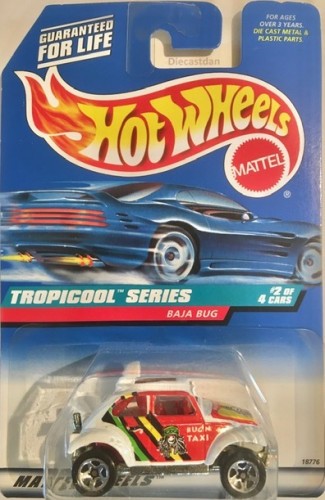 GUARANTEED
FOR LIFE
FOR AGES
OVER 3 YEARS.
DIE CAST METAL &
PLASTIC PARTS.
Diecastdan
HOT WHEELS
MATTEL
®
TROPICOOL™ SERIES
#2 OF
4 CARS
BAJA BUG
TAXI
18776